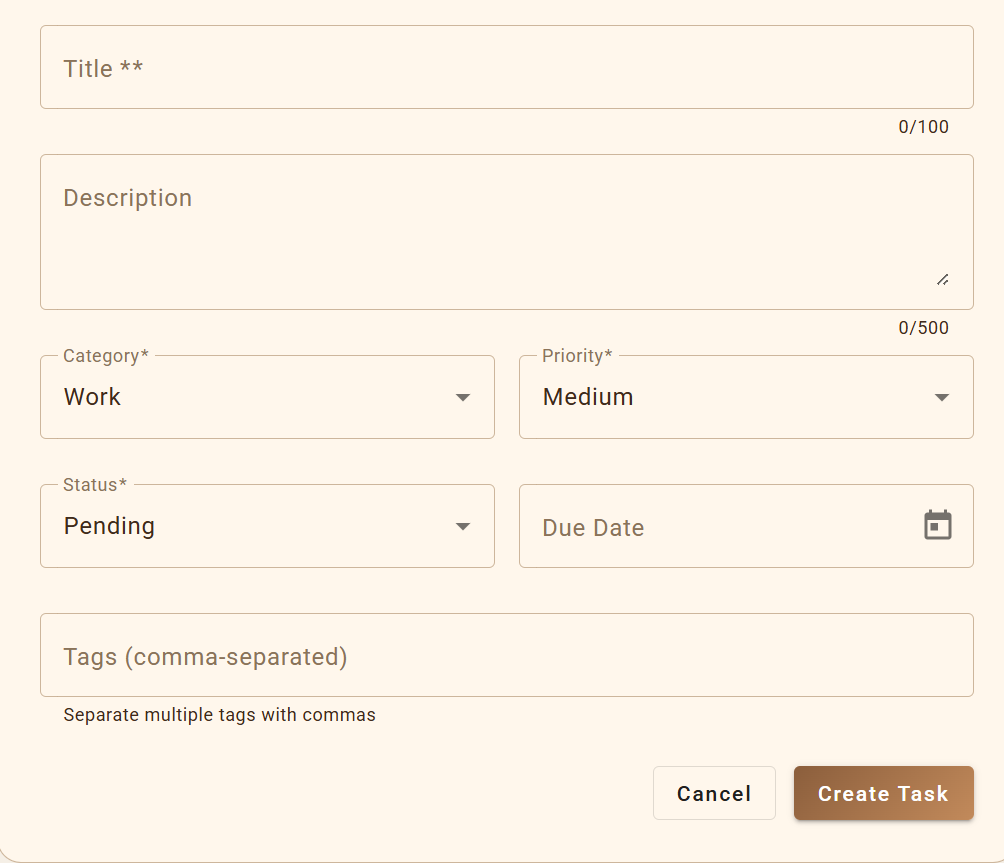 Title **
0/100
Description
0/500
Category* Priority*
Work Medium
Status*
Pending Due Date
Tags (comma-separated)
Separate multiple tags with commas
Cancel Create Task